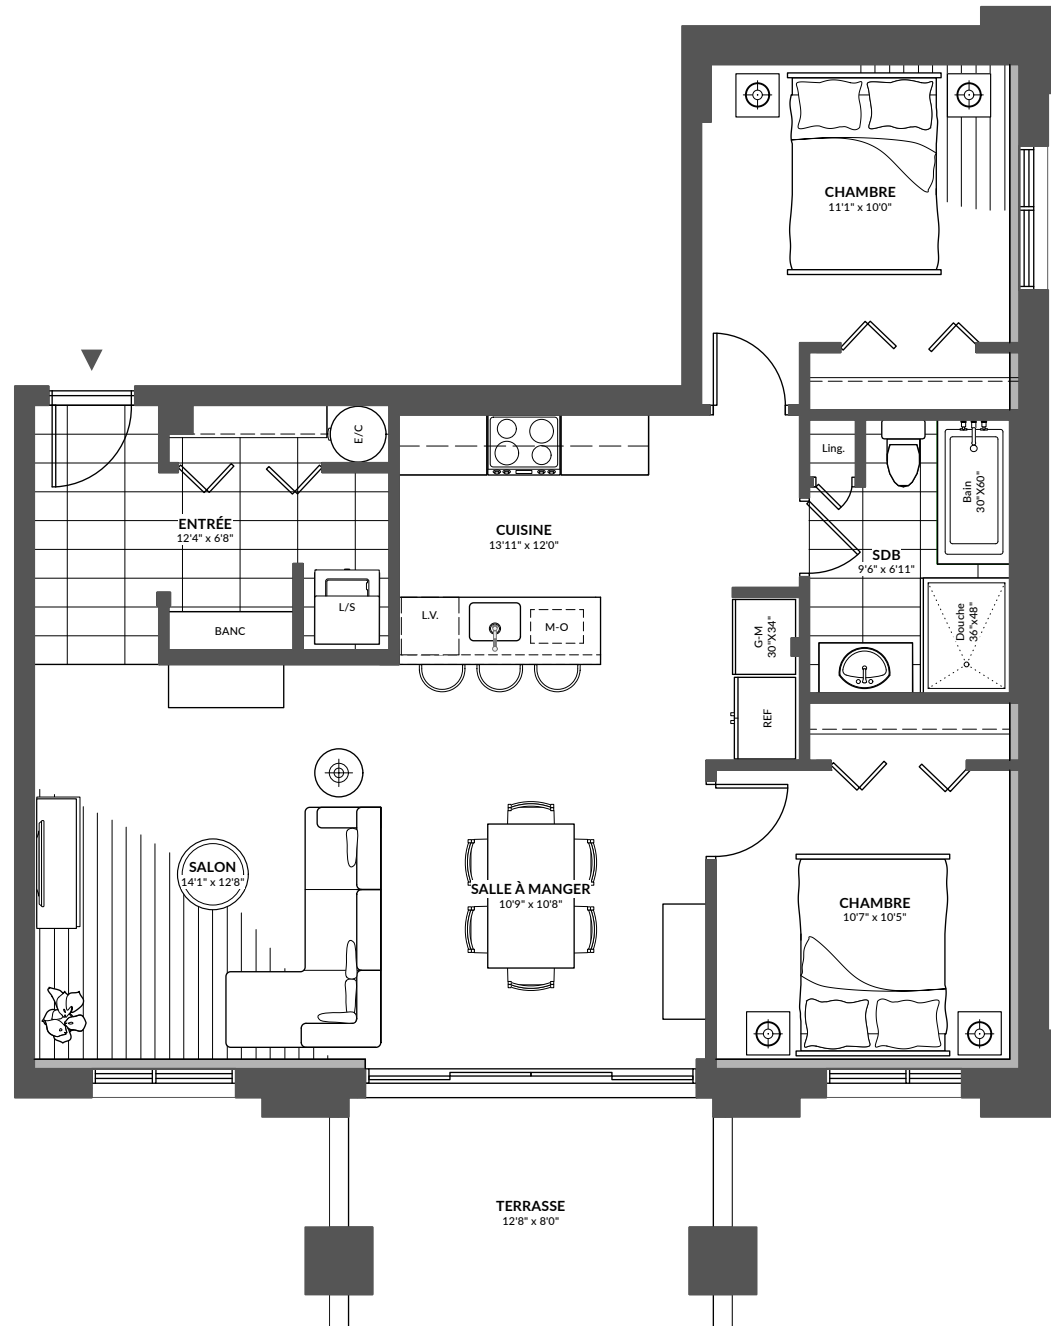 CHAMBRE
11'1" x 10'0"
E/C
Ling.
Bain
30"X60"
ENTRÉE
12'4" x 6'8"
CUISINE
13'11" x 12'0"
SDB
9'6" x 6'11"
L/S
L.V.
M-O
BANC
G-M
30"X34"
Douche
36"x48"
REF
SALON
14'1" x 12'8"
SALLE À MANGER
10'9" x 10'8"
CHAMBRE
10'7" x 10'5"
TERRASSE
12'8" x 8'0"